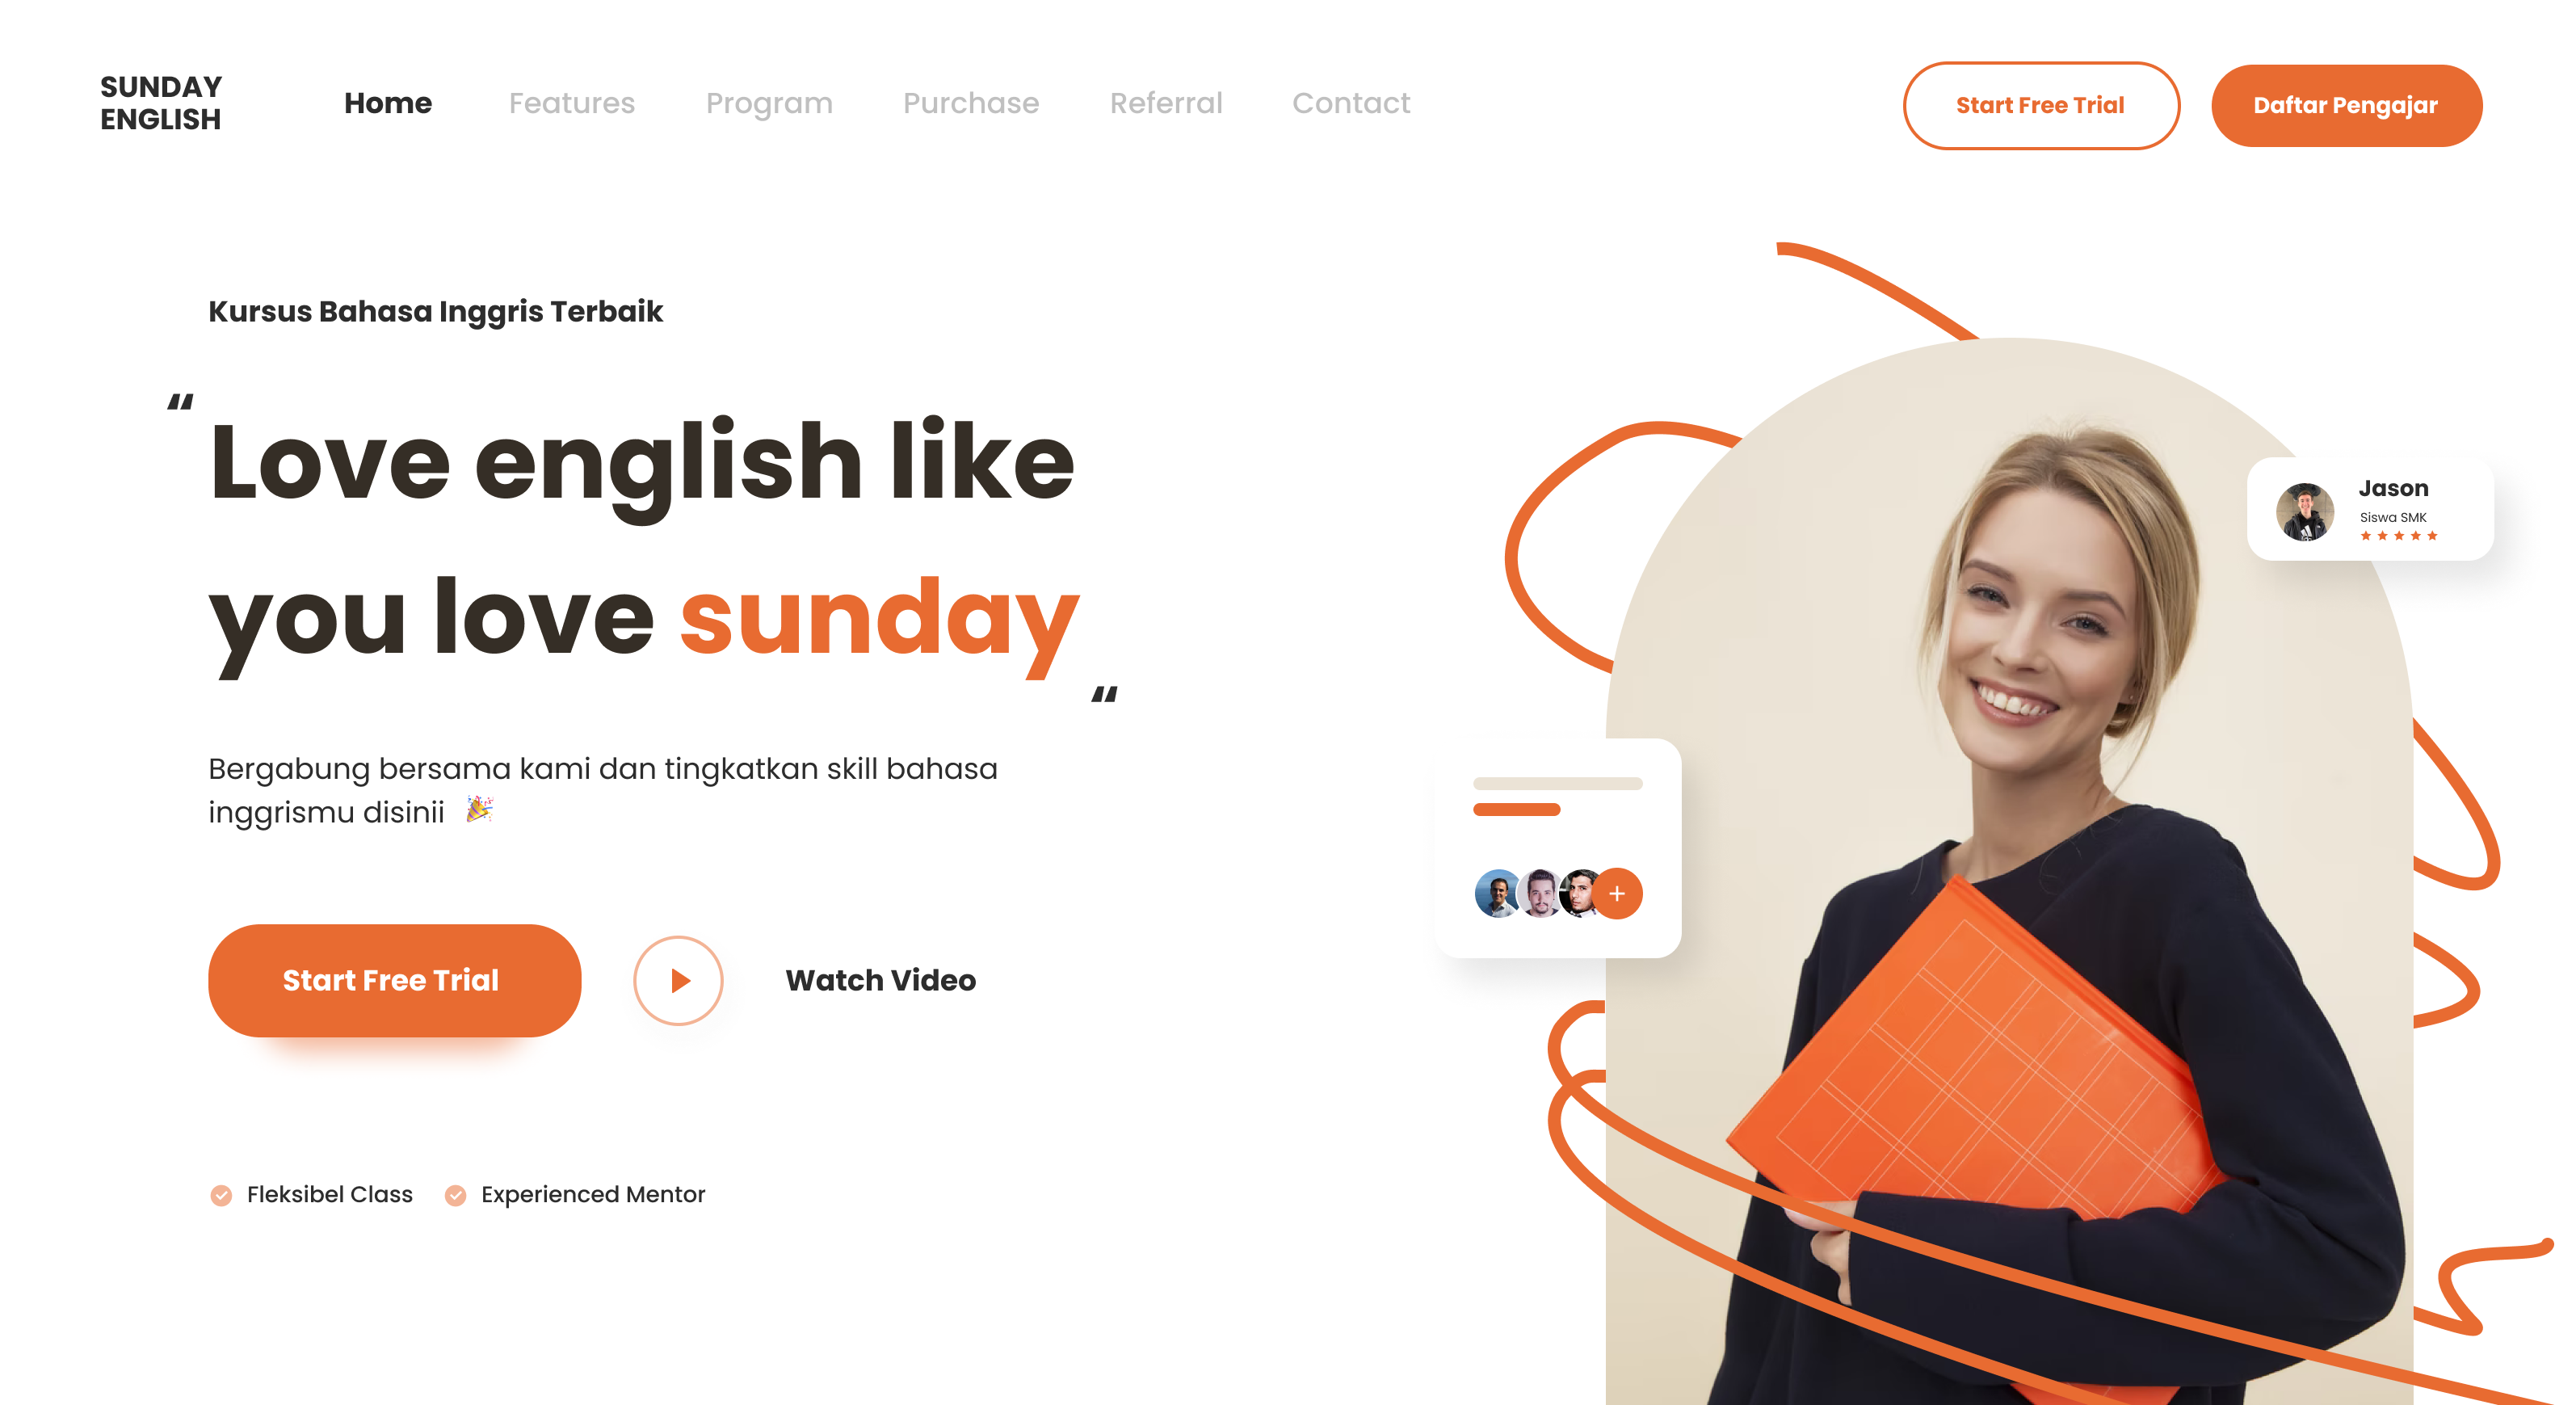 SUNDAY
ENGLISH
Home
Features
Program
Purchase
Referral
Contact
Start Free Trial
Daftar Pengajar
Kursus Bahasa Inggris Terbaik
“Love english like
you love sunday“
Bergabung bersama kami dan tingkatkan skill bahasa
inggrismu disinii 🎉
Start Free Trial
Watch Video
Fleksibel Class
Experienced Mentor
Jason
Siswa SMK